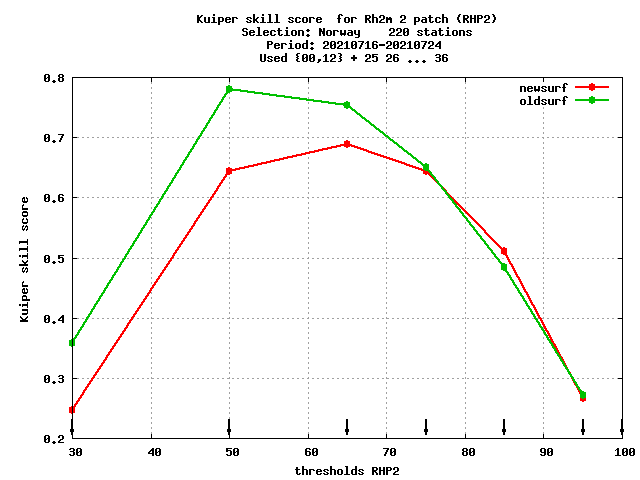 Kuiper skill score  for Rh2m 2 patch (RHP2)
Selection: Norway    220 stations
Period: 20210716-20210724
Used {00,12} + 25 26 ... 36
newsurf
oldsurf
Kuiper skill score
0.8
0.7
0.6
0.5
0.4
0.3
0.2
30 40 50 60 70 80 90 100
thresholds RHP2